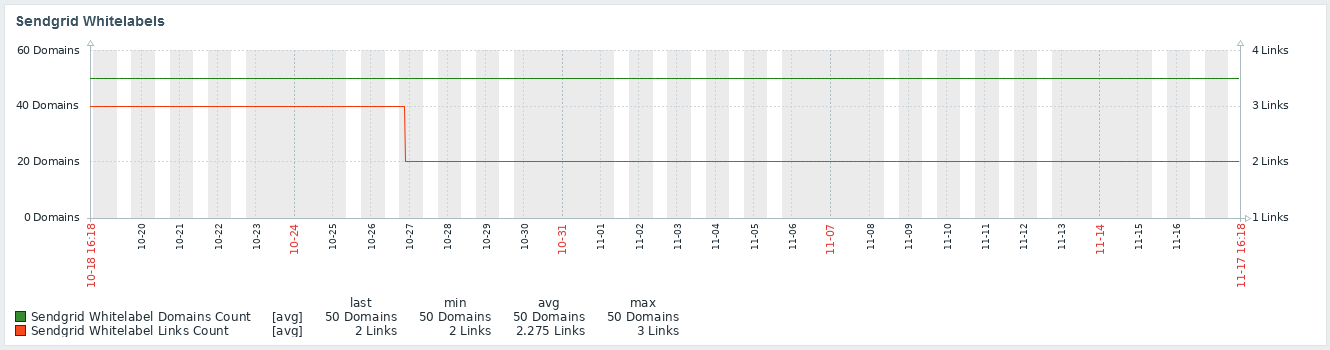 Sendgrid Whitelabels
60 Domains 4 Links
40 Domains 3 Links
20 Domains 2 Links
0 Domains 1 Links
10-18 16:18 10-20 10-21 10-22 10-23 10-24 10-25 10-26 10-27 10-28 10-29 10-30 10-31 11-01 11-02 11-03 11-04 11-05 11-06 11-07 11-08 11-09 11-10 11-11 11-12 11-13 11-14 11-15 11-16 11-17 16:18
last min avg max
Sendgrid Whitelabel Domains Count [avg] 50 Domains 50 Domains 50 Domains 50 Domains
Sendgrid Whitelabel Links Count [avg] 2 Links 2 Links 2.275 Links 3 Links